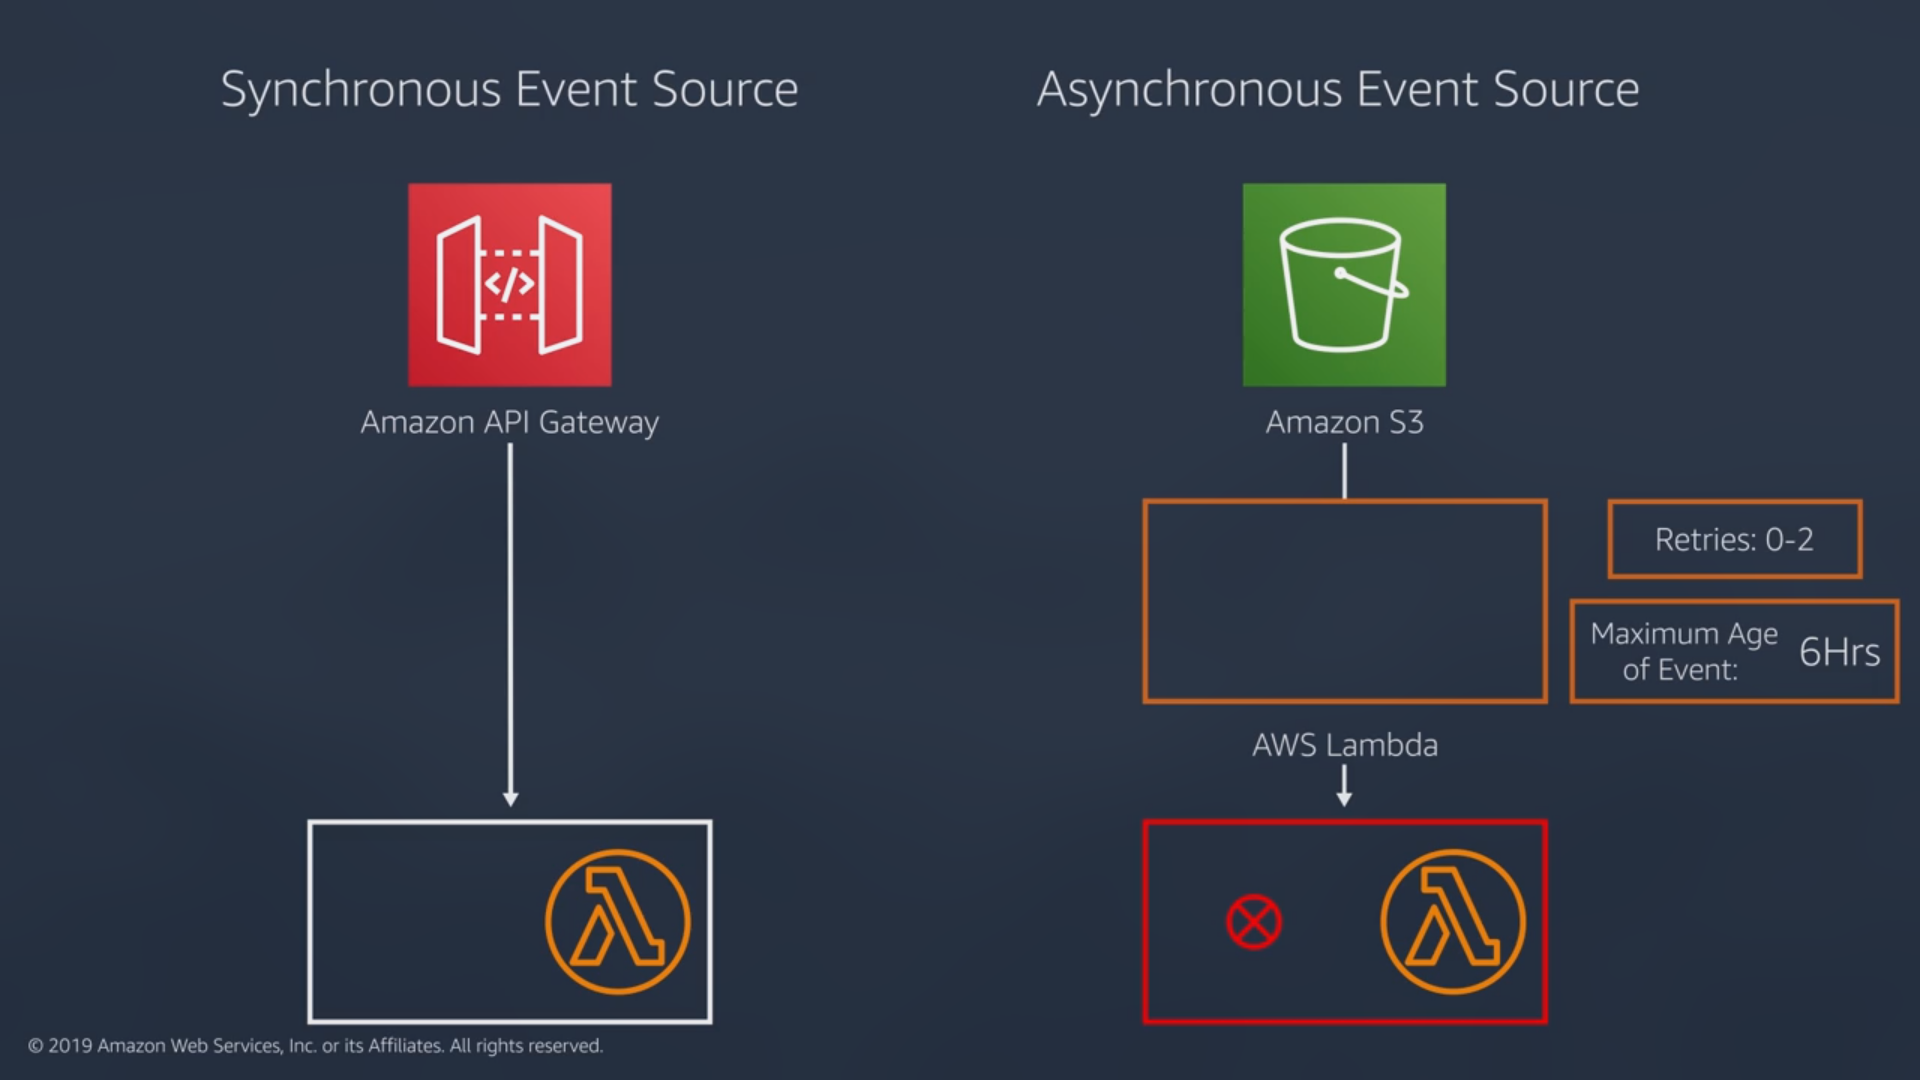 Synchronous Event Source
Asynchronous Event Source
</>
Amazon API Gateway
Amazon S3
Retries: 0-2
Maximum Age
of Event:
6Hrs
AWS Lambda
© 2019 Amazon Web Services, Inc. or its Affiliates. All rights reserved.